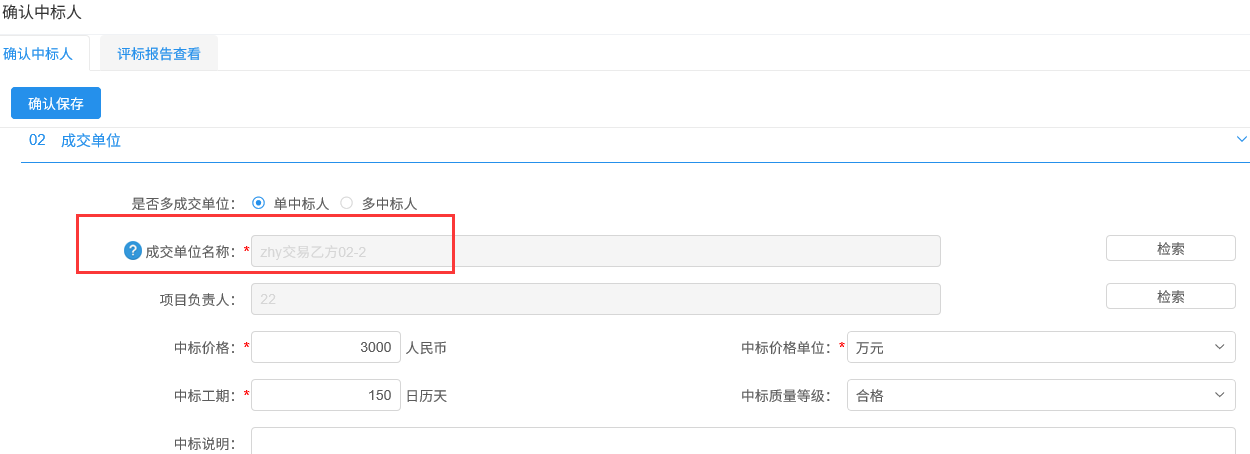 确认中标人
确认中标人 评标报告查看
确认保存
02 成交单位
是否多成交单位： 单中标人 多中标人
? 成交单位名称：* zhy交易乙方02-2 检索
项目负责人： 22 检索
中标价格：* 3000 人民币 中标价格单位：* 万元
中标工期：* 150 日历天 中标质量等级： 合格
中标说明：